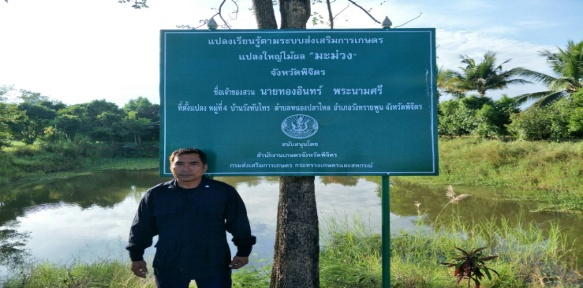 แปลงเรียนรู้ตามระบบส่งเสริมการเกษตร
แปลงใหญ่ไม้ผล "มะม่วง"
จังหวัดพิจิตร
ชื่อเจ้าของสวน นายทองอินทร์ พระนามศรี
ที่ตั้งแปลง หมู่ที่ 4 บ้านวังทับไทร ตำบลหนองปลาไหล อำเภอวังทรายพูน จังหวัดพิจิตร
สนับสนุนโดย
สำนักงานเกษตรจังหวัดพิจิตร
กรมส่งเสริมการเกษตร กระทรวงเกษตรและสหกรณ์